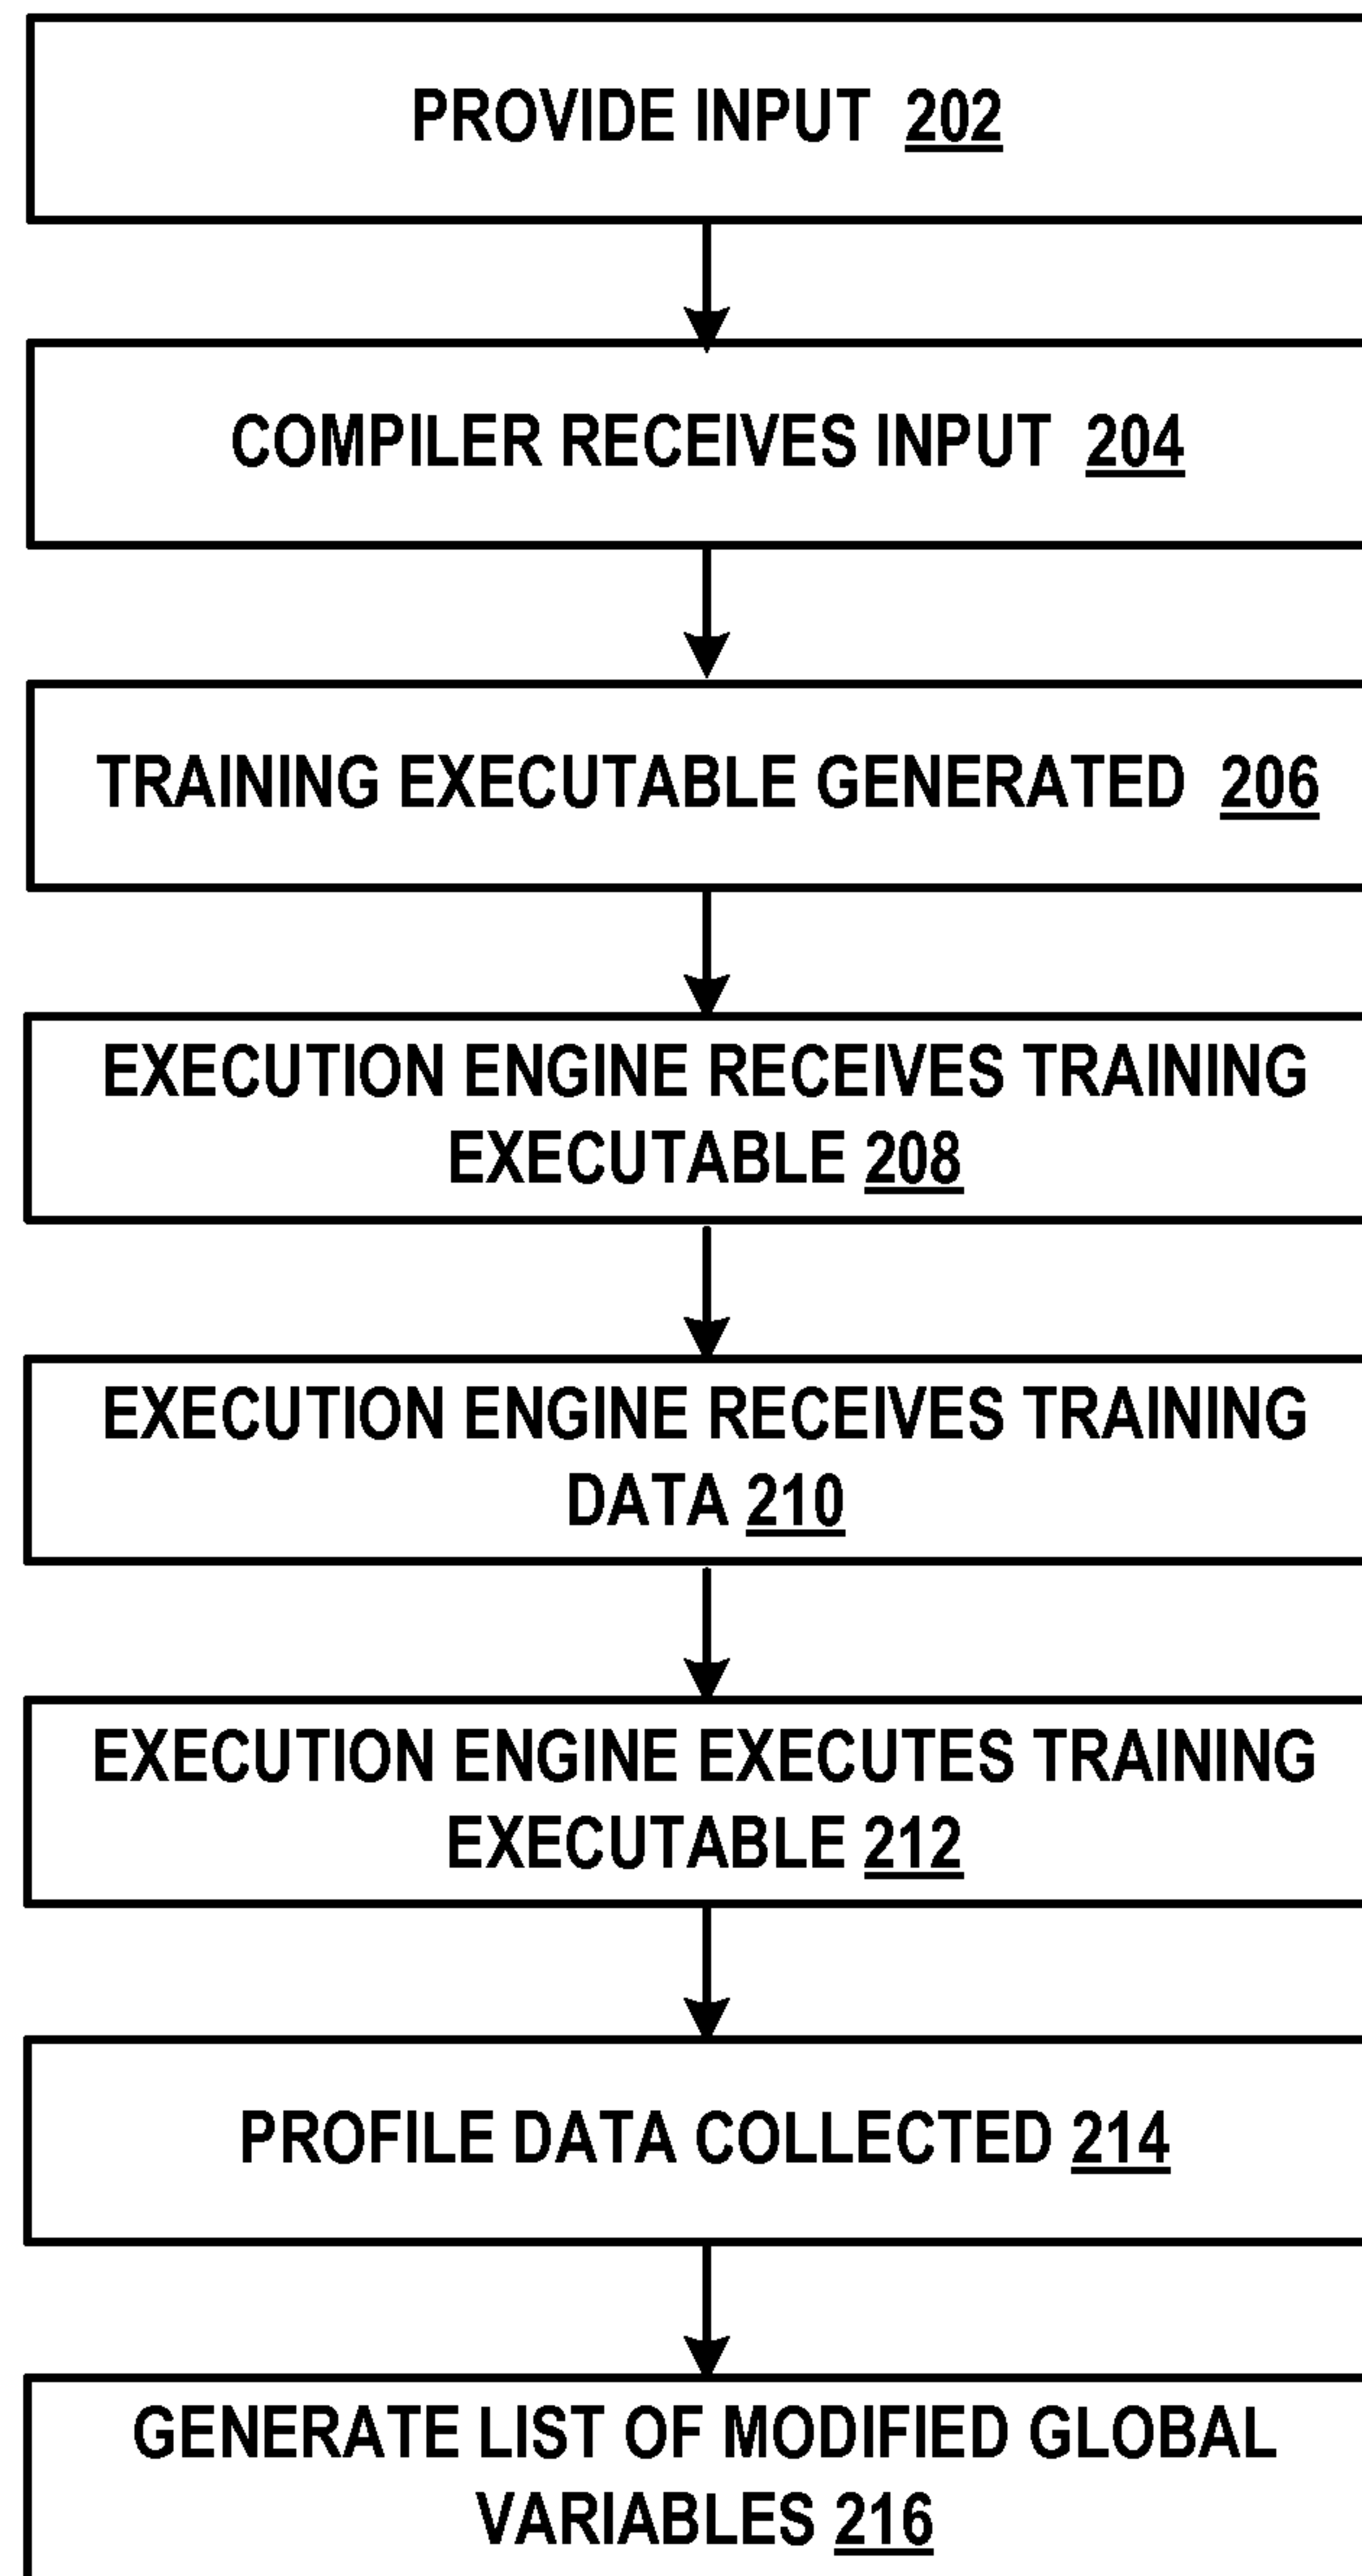 PROVIDE INPUT 202
COMPILER RECEIVES INPUT 204
TRAINING EXECUTABLE GENERATED 206
EXECUTION ENGINE RECEIVES TRAINING
EXECUTABLE 208
EXECUTION ENGINE RECEIVES TRAINING
DATA 210
EXECUTION ENGINE EXECUTES TRAINING
EXECUTABLE 212
PROFILE DATA COLLECTED 214
GENERATE LIST OF MODIFIED GLOBAL
VARIABLES 216